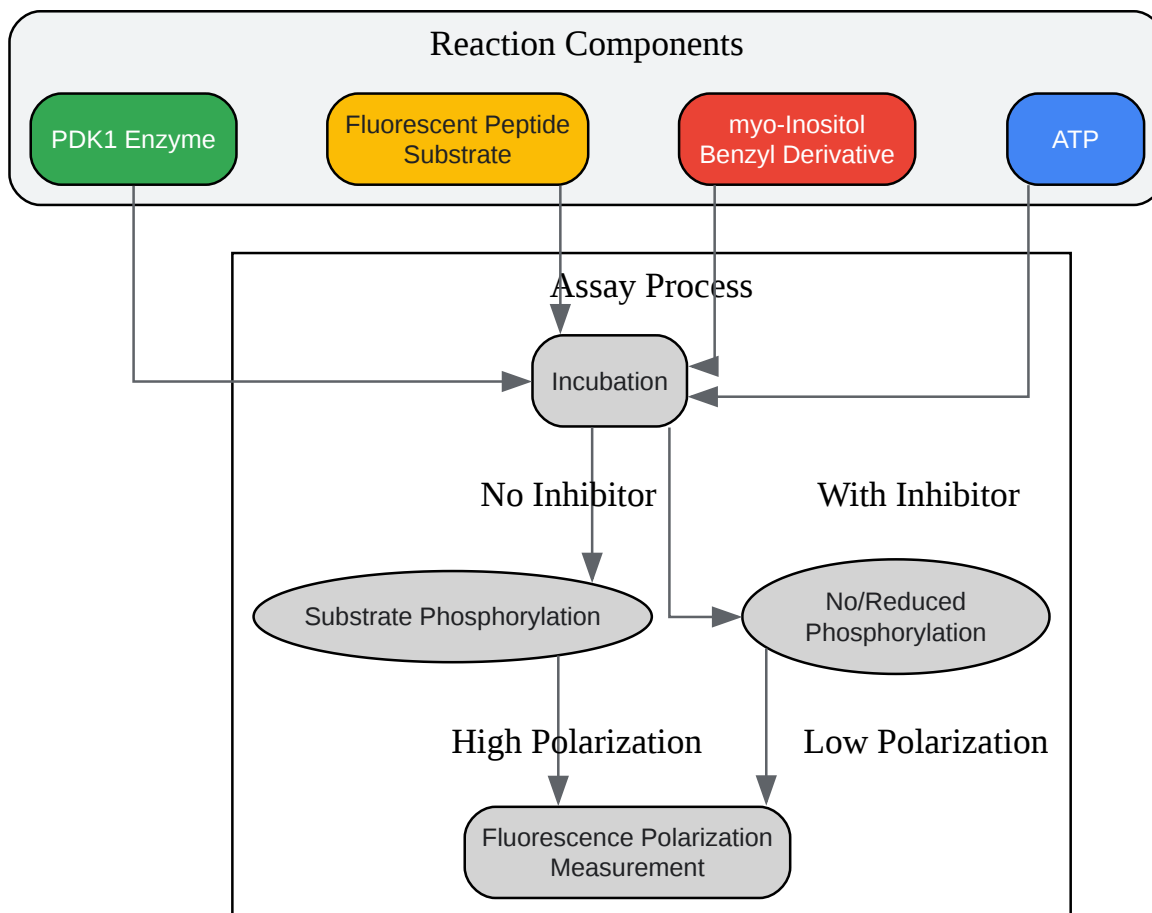 Reaction Components
PDK1 Enzyme
Fluorescent Peptide
Substrate
myo-Inositol
Benzyl Derivative
ATP
Assay Process
Incubation
No Inhibitor
With Inhibitor
Substrate Phosphorylation
No/Reduced
Phosphorylation
High Polarization
Low Polarization
Fluorescence Polarization
Measurement